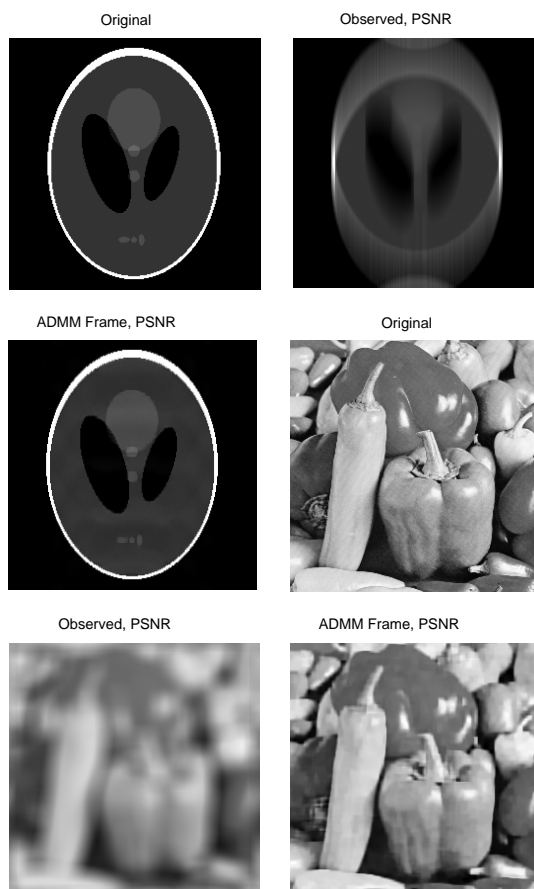 Original
Observed, PSNR
ADMM Frame, PSNR
Original
Observed, PSNR
ADMM Frame, PSNR